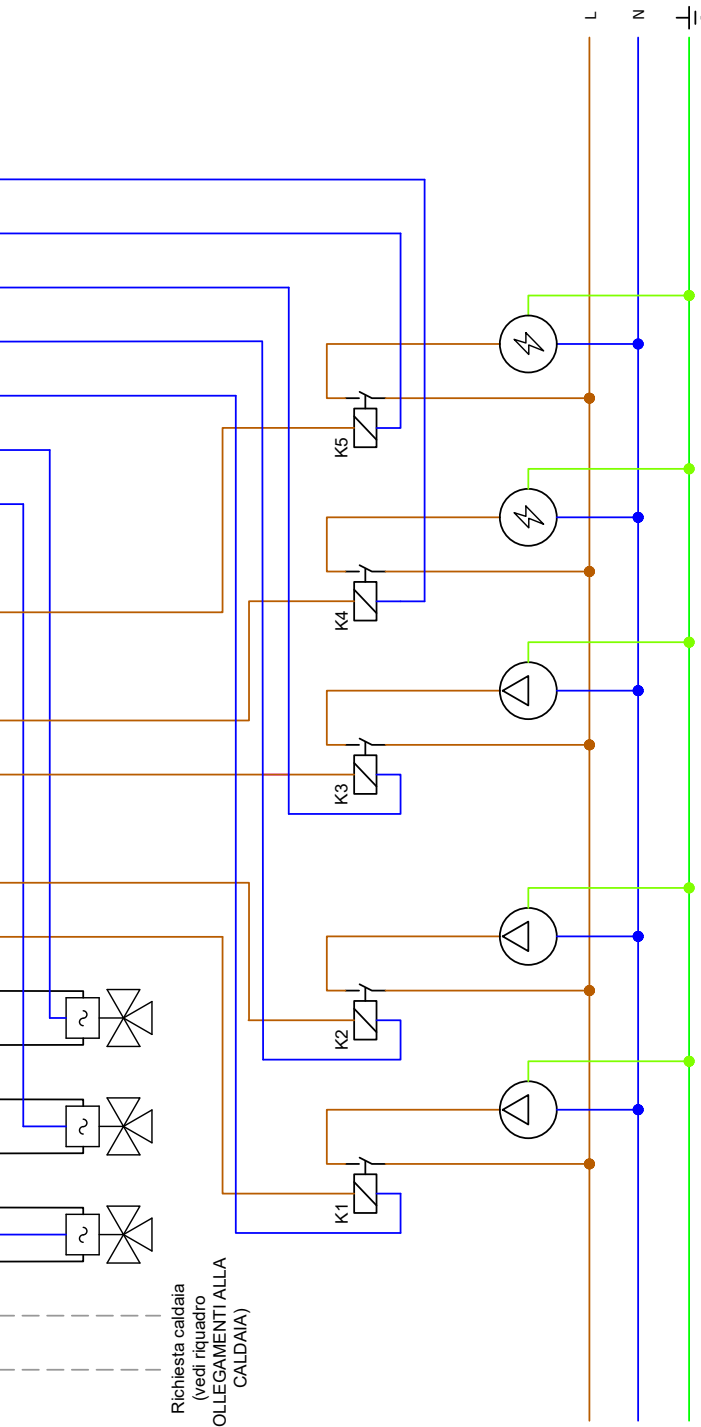 L
N
K5
K4
K3
K2
K1
Richiesta caldaia
(vedi riquadro
OLLEGAMENTI ALLA
CALDAIA)